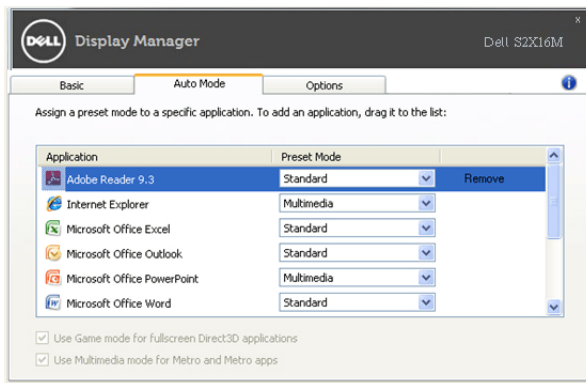 DELL Display Manager Dell S2X16M x
Basic Auto Mode Options i
Assign a preset mode to a specific application. To add an application, drag it to the list:
Application Preset Mode
Adobe Reader 9.3 Standard Remove
Internet Explorer Multimedia
Microsoft Office Excel Standard
Microsoft Office Outlook Standard
Microsoft Office PowerPoint Multimedia
Microsoft Office Word Standard
Use Game mode for fullscreen Direct3D applications
Use Multimedia mode for Metro and Metro apps